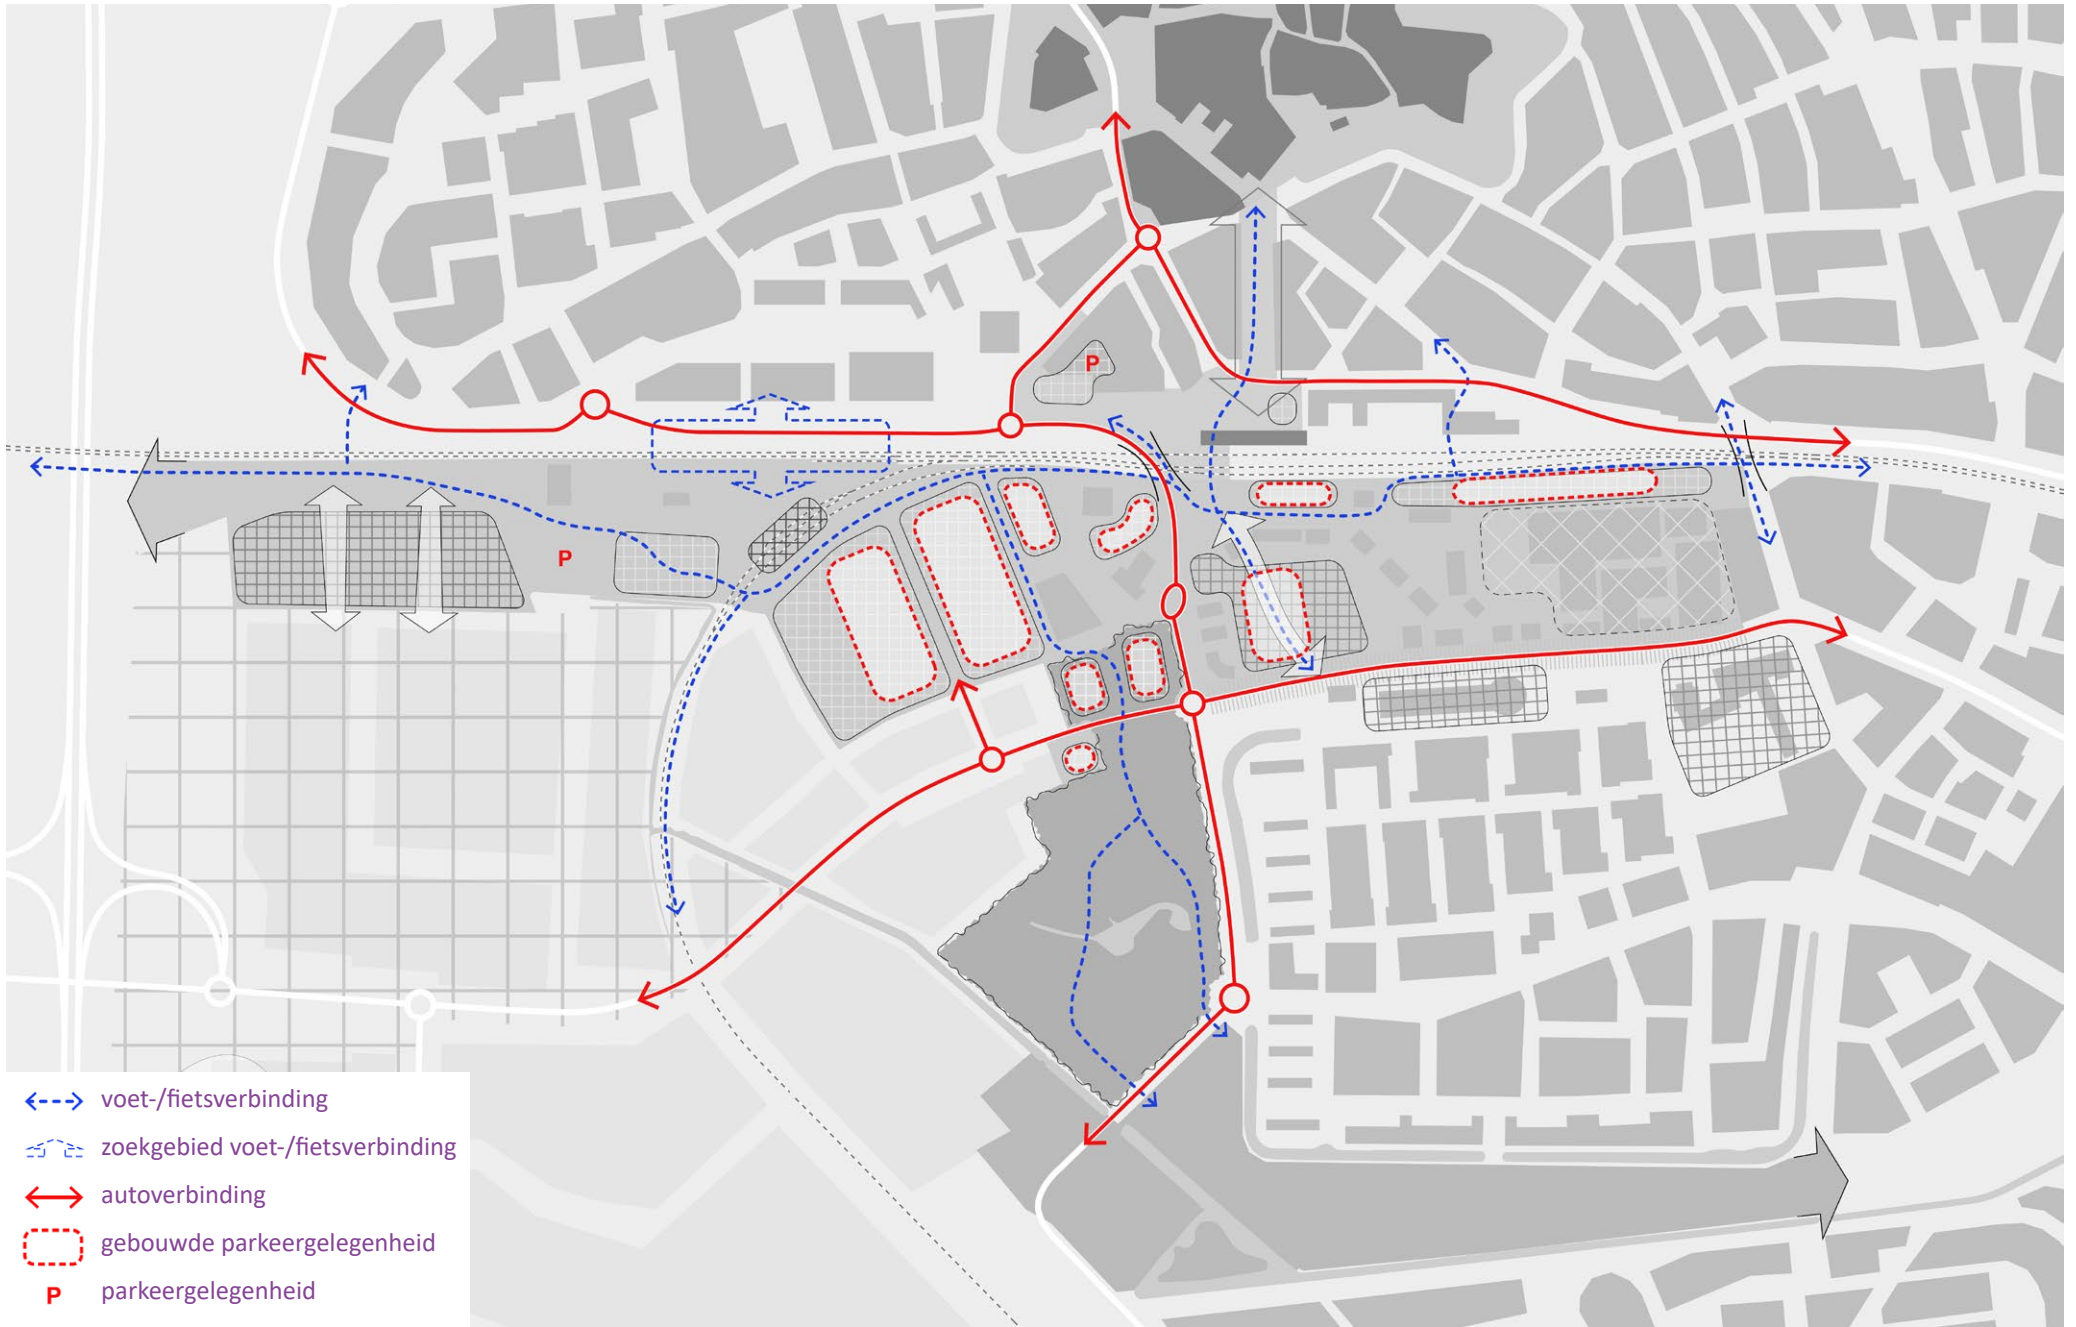 P
P
voet-/fietsverbinding
zoekgebied voet-/fietsverbinding
autoverbinding
gebouwde parkeergelegenheid
P parkeergelegenheid